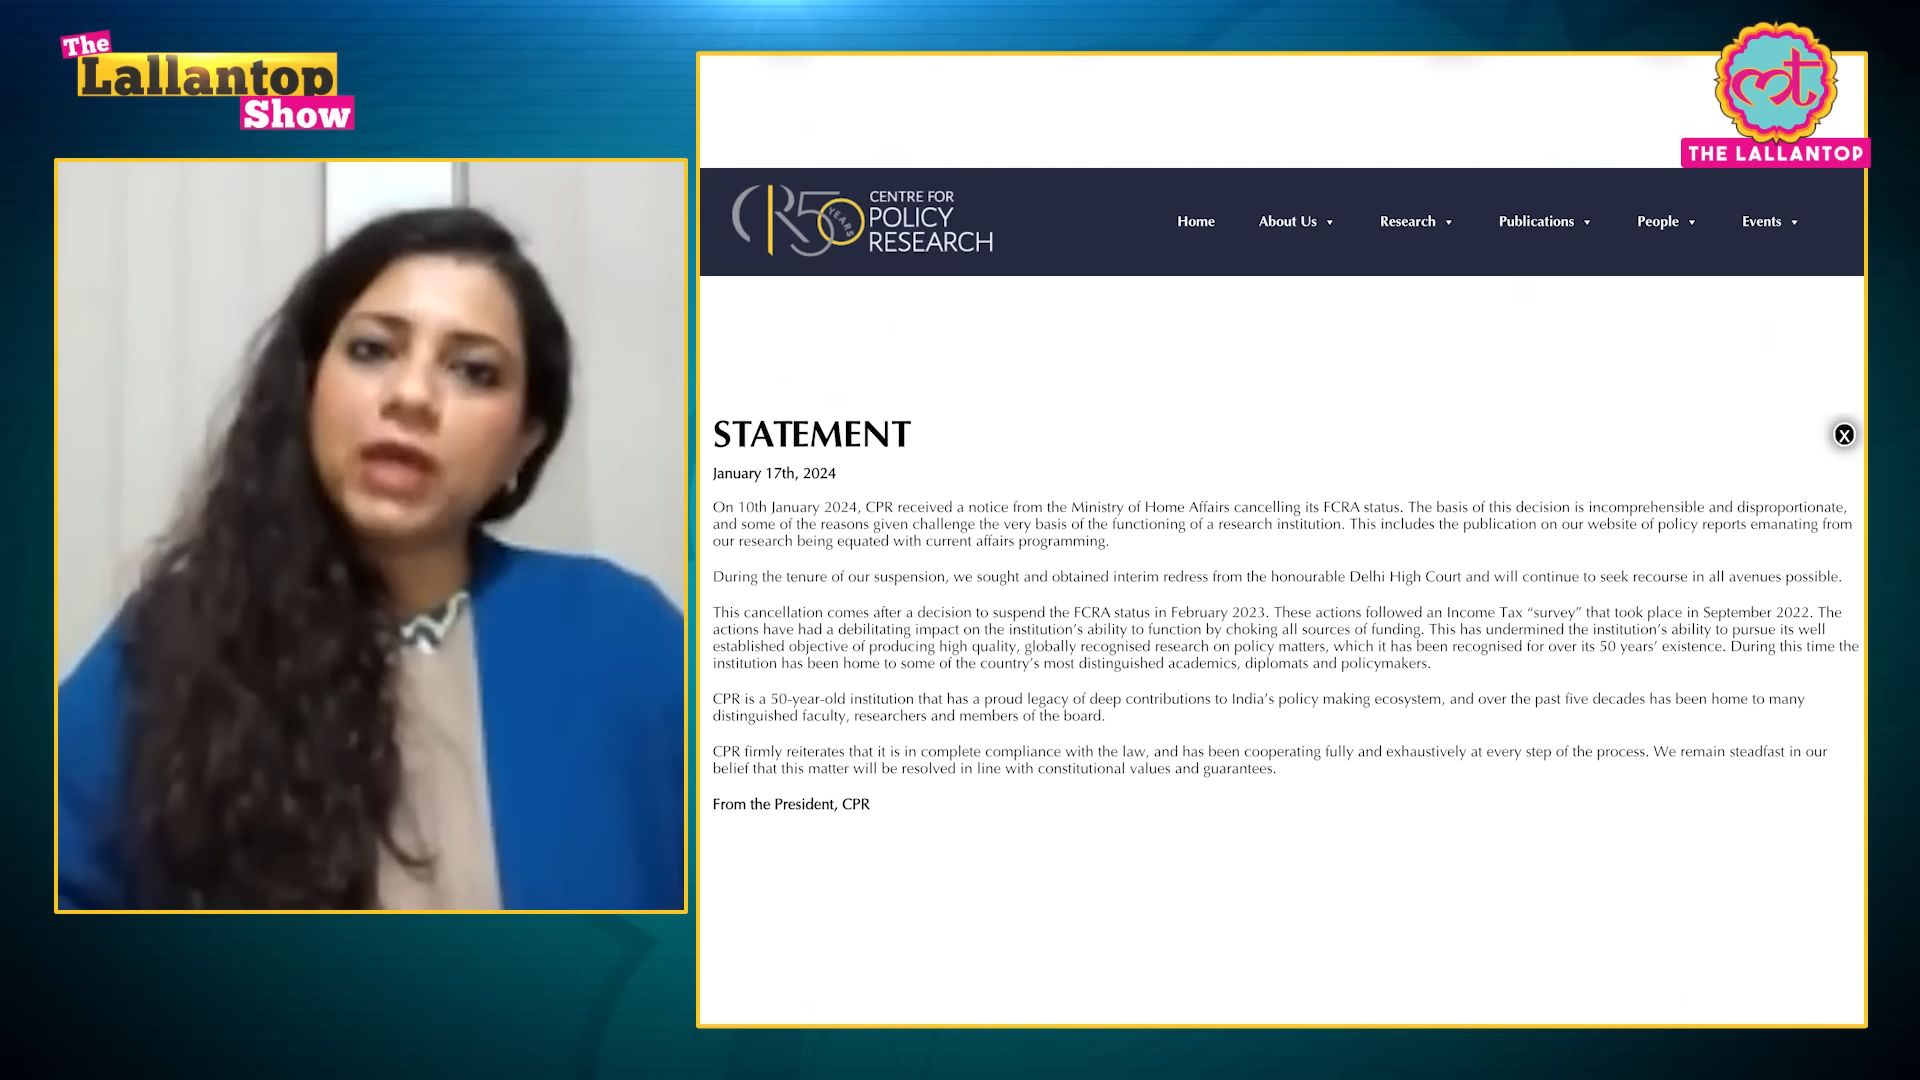 The
Lallantop
Show
THE LALLANTOP
CENTRE FOR
POLICY
RESEARCH
50
YEARS
Home
About Us
Research
Publications
People
Events
STATEMENT
X
January 17th, 2024
On 10th January 2024, CPR received a notice from the Ministry of Home Affairs cancelling its FCRA status. The basis of this decision is incomprehensible and disproportionate,
and some of the reasons given challenge the very basis of the functioning of a research institution. This includes the publication on our website of policy reports emanating from
our research being equated with current affairs programming.
During the tenure of our suspension, we sought and obtained interim redress from the honourable Delhi High Court and will continue to seek recourse in all avenues possible.
This cancellation comes after a decision to suspend the FCRA status in February 2023. These actions followed an Income Tax “survey” that took place in September 2022. The
actions have had a debilitating impact on the institution’s ability to function by choking all sources of funding. This has undermined the institution’s ability to pursue its well
established objective of producing high quality, globally recognised research on policy matters, which it has been recognised for over its 50 years’ existence. During this time the
institution has been home to some of the country’s most distinguished academics, diplomats and policymakers.
CPR is a 50-year-old institution that has a proud legacy of deep contributions to India’s policy making ecosystem, and over the past five decades has been home to many
distinguished faculty, researchers and members of the board.
CPR firmly reiterates that it is in complete compliance with the law, and has been cooperating fully and exhaustively at every step of the process. We remain steadfast in our
belief that this matter will be resolved in line with constitutional values and guarantees.
From the President, CPR